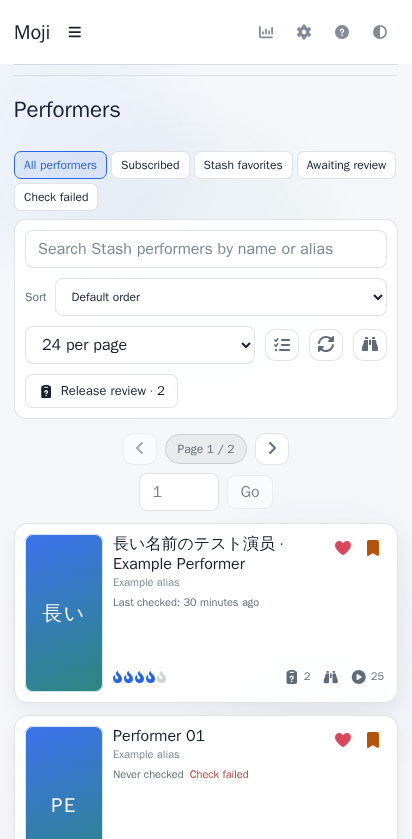 Moji
Performers
All performers
Subscribed
Stash favorites
Awaiting review
Check failed
Search Stash performers by name or alias
Sort
Default order
24 per page
Release review · 2
Page 1 / 2
1
Go
長い
長い名前のテスト演员 ·
Example Performer
Example alias
Last checked: 30 minutes ago
2
25
PE
Performer 01
Example alias
Never checked Check failed